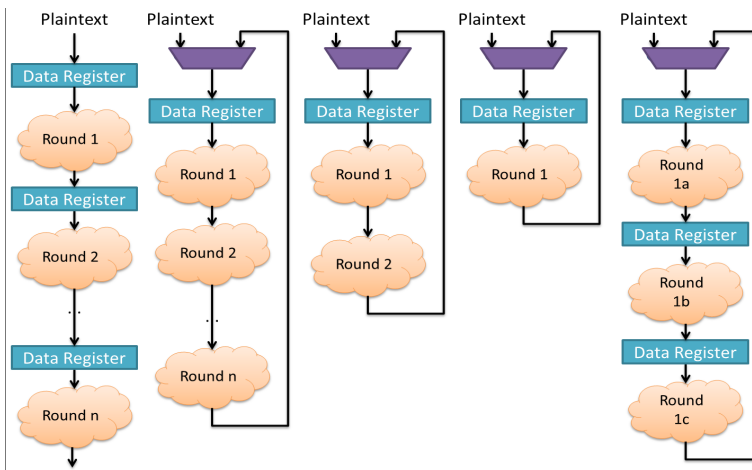 Plaintext
Data Register
Round 1
Data Register
Round 2
...
Data Register
Round n
Plaintext
Data Register
Round 1
Round 2
...
Round n
Plaintext
Data Register
Round 1
Round 2
Plaintext
Data Register
Round 1
Plaintext
Data Register
Round
1a
Data Register
Round
1b
Data Register
Round
1c